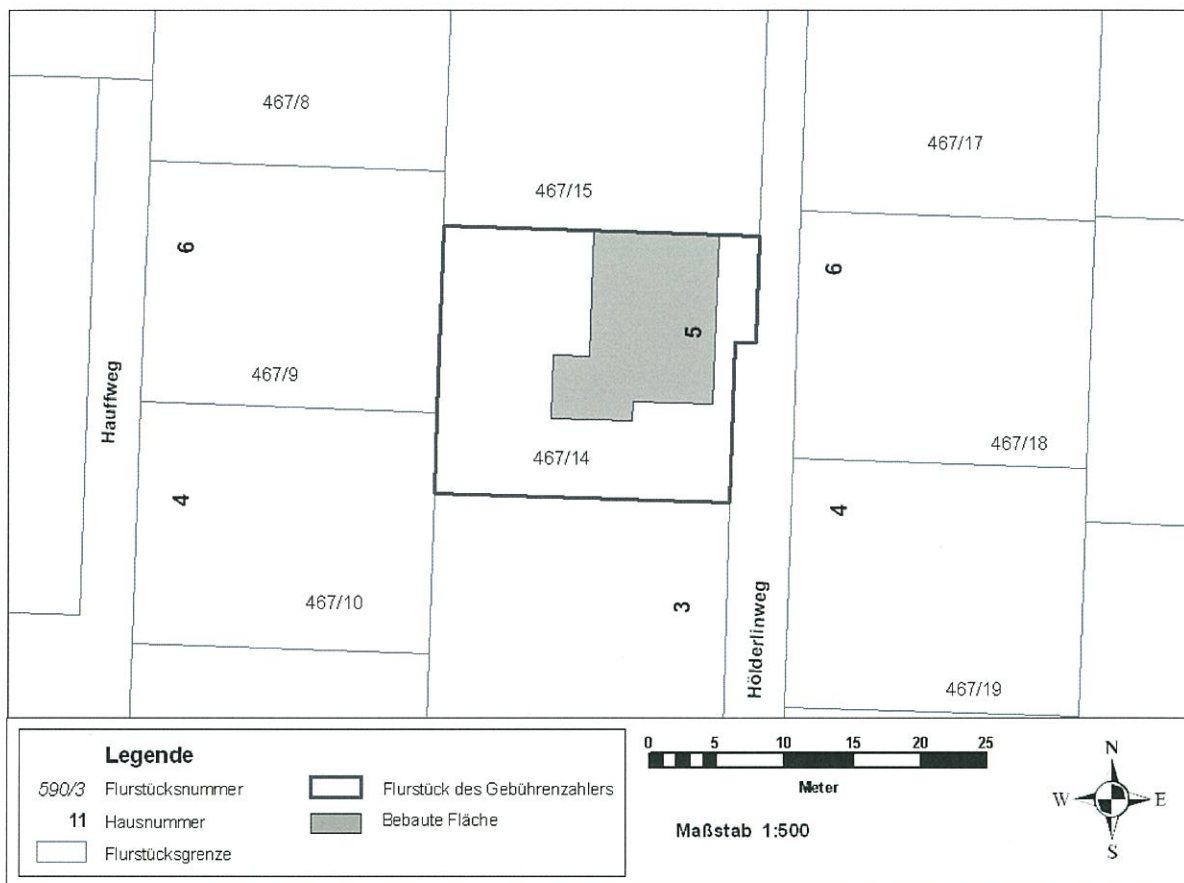 467/8
467/17
467/15
6
6
5
467/9
Hauffweg
467/14
467/18
4
4
467/10
3
Hölderlinweg
467/19
Legende
590/3 Flurstücksnummer
11 Hausnummer
Flurstücksgrenze
Flurstück des Gebührenzahlers
Bebaute Fläche
0 5 10 15 20 25
Meter
Maßstab 1:500
N
W E
S